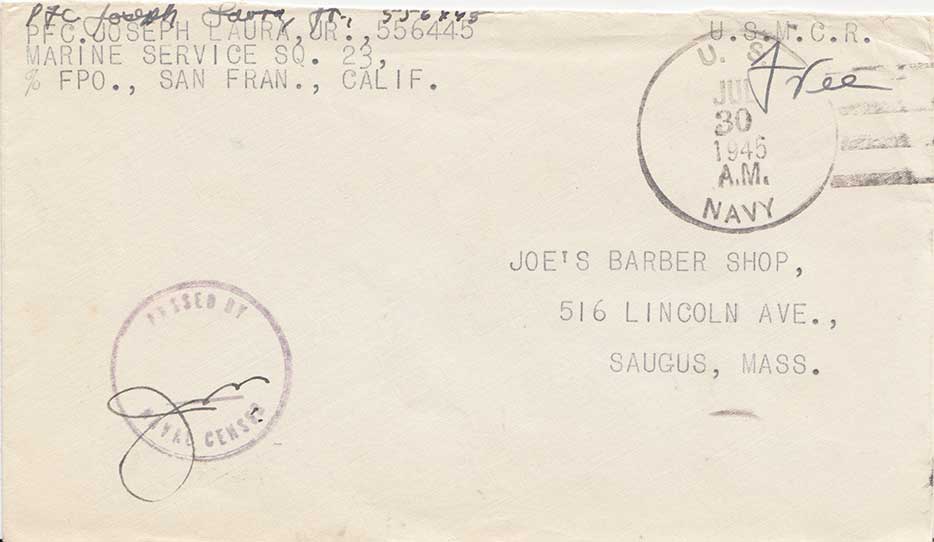 PFC Joseph Laura Jr., 556445
PFC. JOSEPH LAURA, JR., 556445
U.S.M.C.R.
MARINE SERVICE SQ. 23,
% FPO., SAN FRAN., CALIF.
Free
U. S.
JUL
30
1945
A.M.
NAVY
JOE'S BARBER SHOP,
516 LINCOLN AVE.,
SAUGUS, MASS.
PASSED BY
NAVAL CENSOR